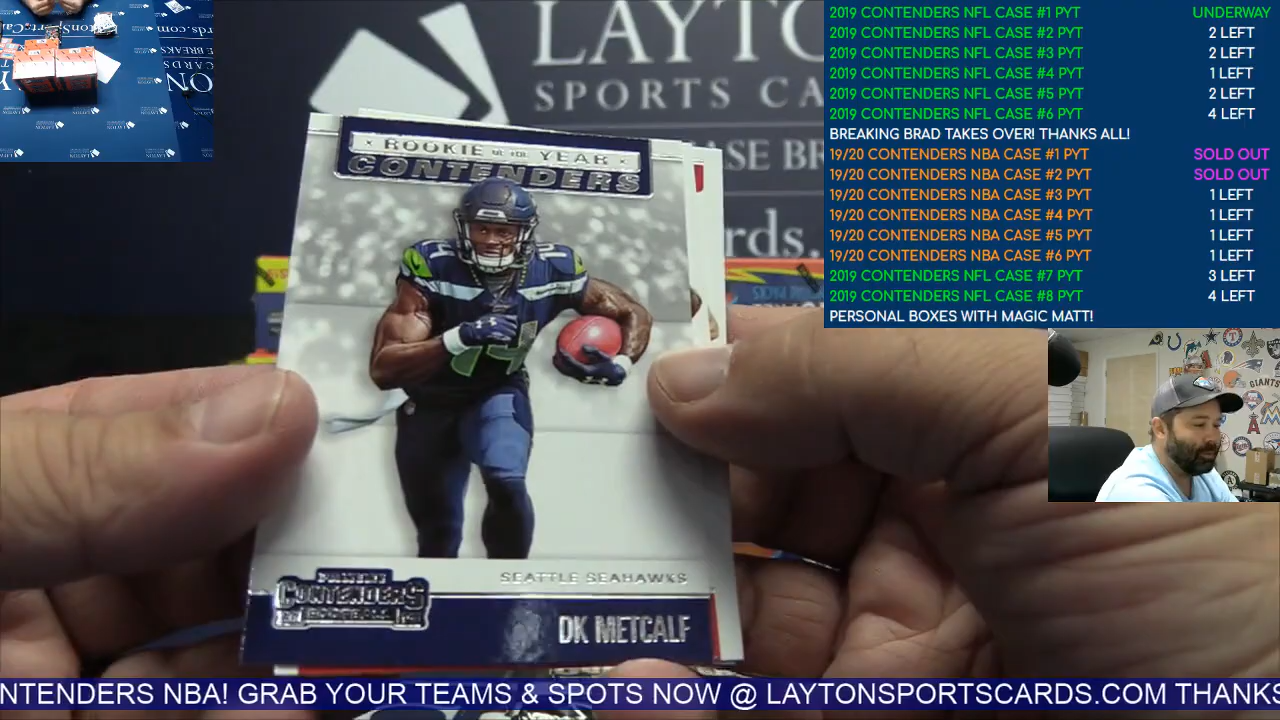 LAYTO
SPORTS CA
ASE BR
rds.
ROOKIE OF THE YEAR
CONTENDERS
14
SEATTLE SEAHAWKS
CONTENDERS
FOOTBALL
DK METCALF
2019 CONTENDERS NFL CASE #1 PYT UNDERWAY
2019 CONTENDERS NFL CASE #2 PYT 2 LEFT
2019 CONTENDERS NFL CASE #3 PYT 2 LEFT
2019 CONTENDERS NFL CASE #4 PYT 1 LEFT
2019 CONTENDERS NFL CASE #5 PYT 2 LEFT
2019 CONTENDERS NFL CASE #6 PYT 4 LEFT
BREAKING BRAD TAKES OVER! THANKS ALL!
19/20 CONTENDERS NBA CASE #1 PYT SOLD OUT
19/20 CONTENDERS NBA CASE #2 PYT SOLD OUT
19/20 CONTENDERS NBA CASE #3 PYT 1 LEFT
19/20 CONTENDERS NBA CASE #4 PYT 1 LEFT
19/20 CONTENDERS NBA CASE #5 PYT 1 LEFT
19/20 CONTENDERS NBA CASE #6 PYT 1 LEFT
2019 CONTENDERS NFL CASE #7 PYT 3 LEFT
2019 CONTENDERS NFL CASE #8 PYT 4 LEFT
PERSONAL BOXES WITH MAGIC MATT!
GIANTS
NTENDERS NBA! GRAB YOUR TEAMS & SPOTS NOW @ LAYTONSPORTSCARDS.COM THANKS